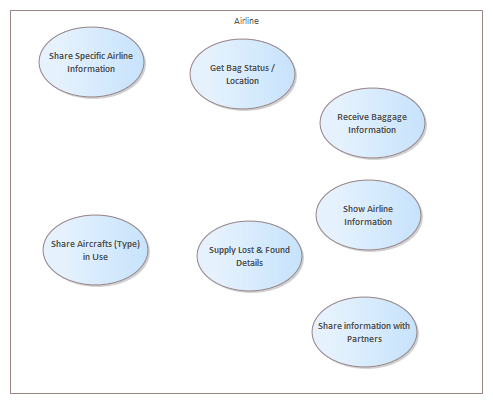 Airline
Share Specific Airline
Information
Get Bag Status /
Location
Receive Baggage
Information
Show Airline
Information
Share Aircrafts (Type)
in Use
Supply Lost & Found
Details
Share information with
Partners